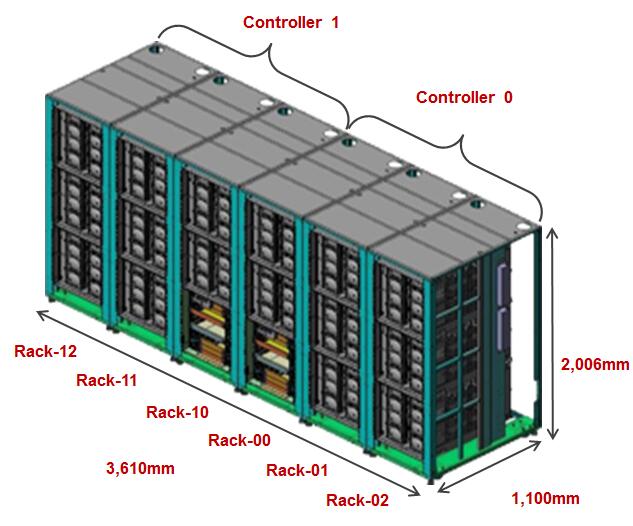 Controller 1
Controller 0
2,006mm
Rack-12
Rack-11
Rack-10
Rack-00
Rack-01
Rack-02
3,610mm
1,100mm